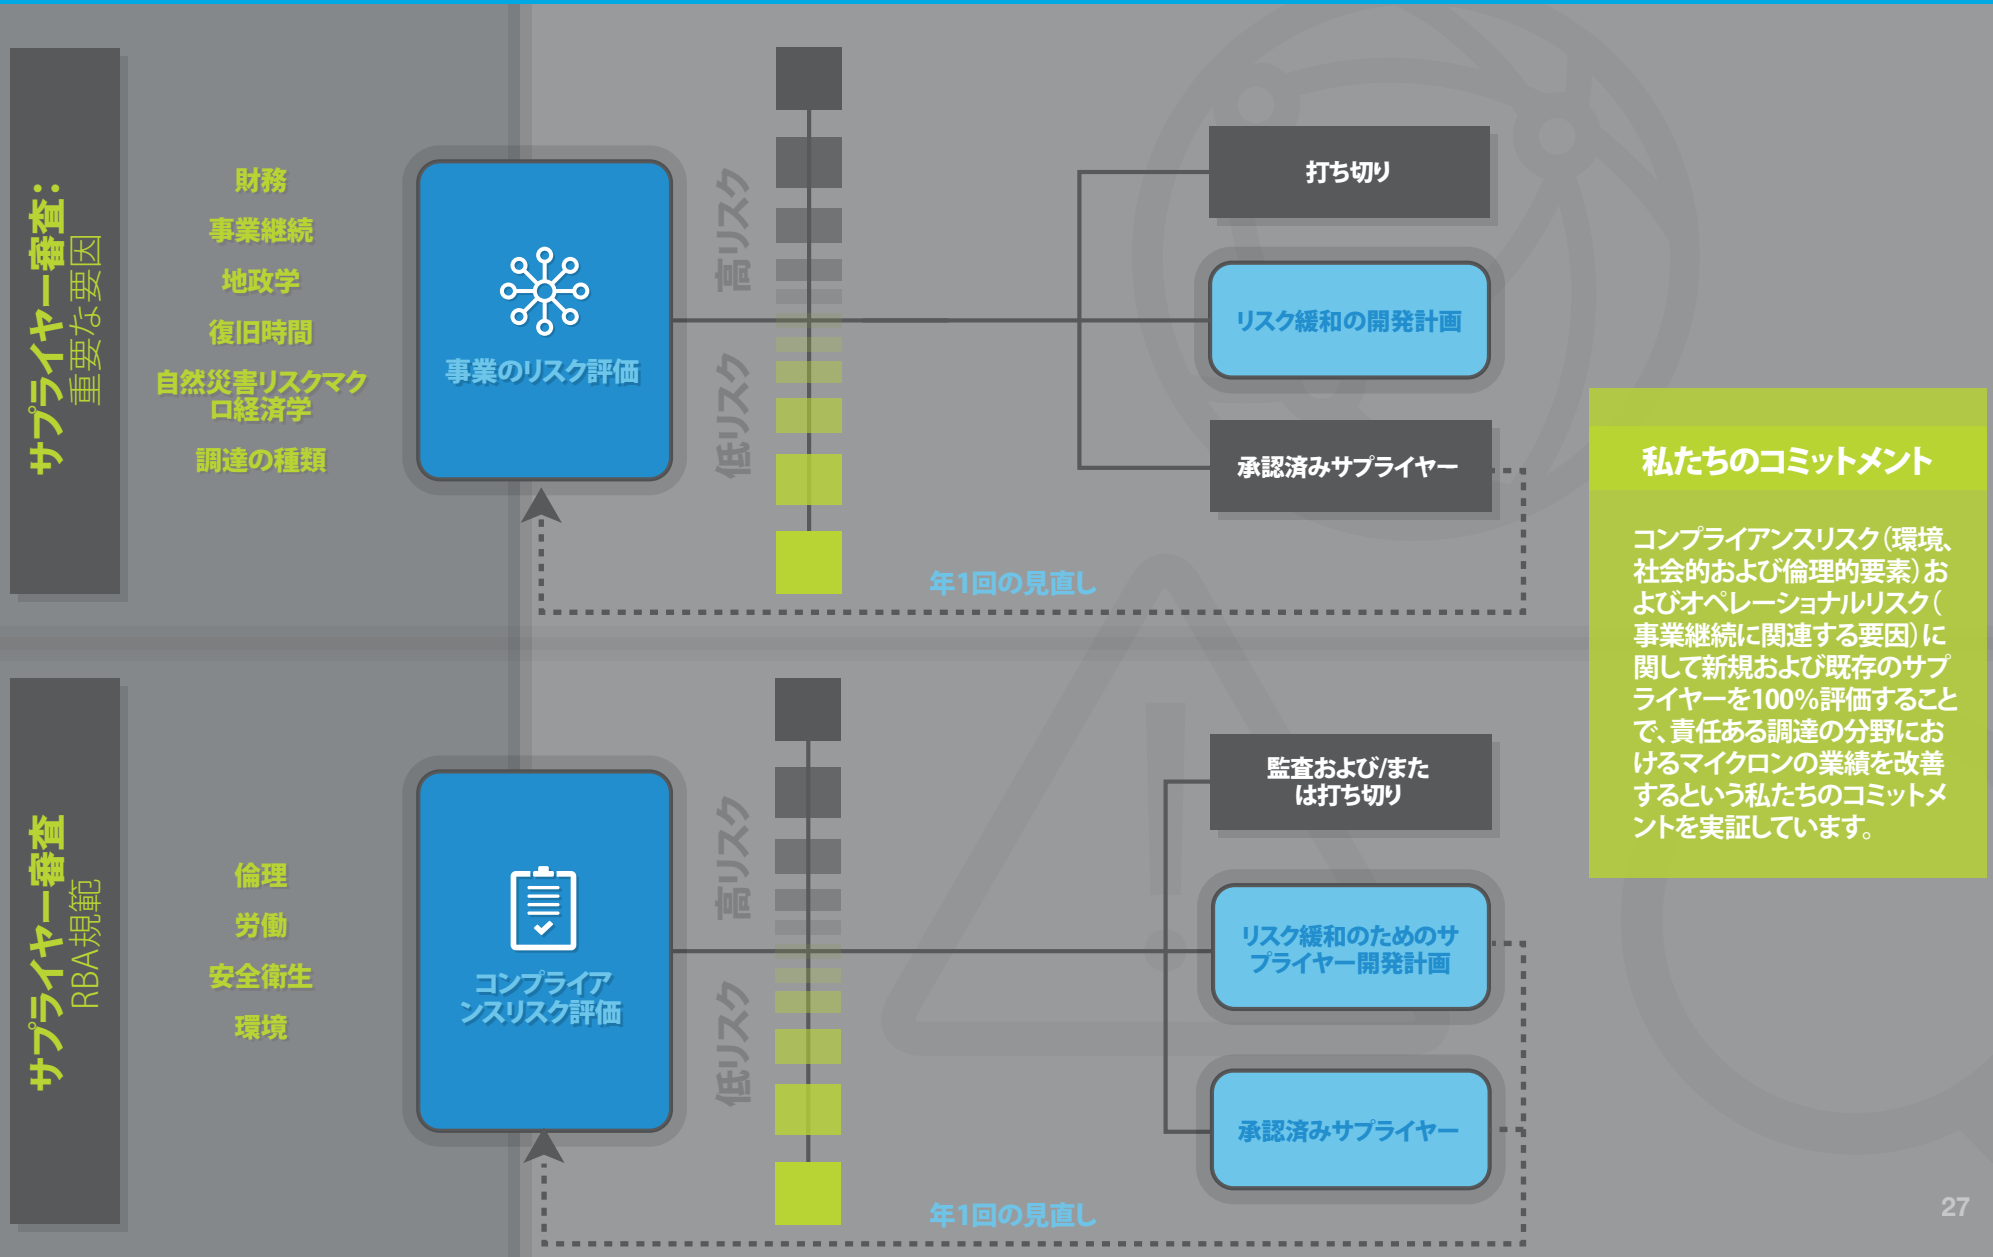 サプライヤー審査：
重要な要因
財務
事業継続
地政学
復旧時間
自然災害リスクマク
ロ経済学
調達の種類
事業のリスク評価
高リスク
低リスク
打ち切り
リスク緩和の開発計画
承認済みサプライヤー
年1回の見直し
サプライヤー審査
RBA規範
倫理
労働
安全衛生
環境
コンプライア
ンスリスク評価
高リスク
低リスク
監査および/また
は打ち切り
リスク緩和のためのサ
プライヤー開発計画
承認済みサプライヤー
年1回の見直し
私たちのコミットメント
コンプライアンスリスク（環境、
社会的および倫理的要素）お
よびオペレーショナルリスク（
事業継続に関連する要因）に
関して新規および既存のサプ
ライヤーを100％評価すること
で、責任ある調達の分野にお
けるマイクロンの業績を改善
するという私たちのコミットメ
ントを実証しています。
27